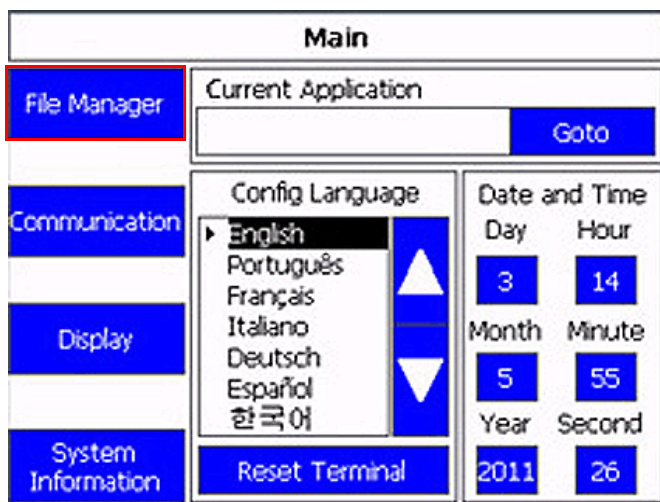 Main
File Manager
Communication
Display
System
Information
Current Application
Goto
Config Language
English
Português
Français
Italiano
Deutsch
Español
한국어
Reset Terminal
Date and Time
Day Hour
3 14
Month Minute
5 55
Year Second
2011 26